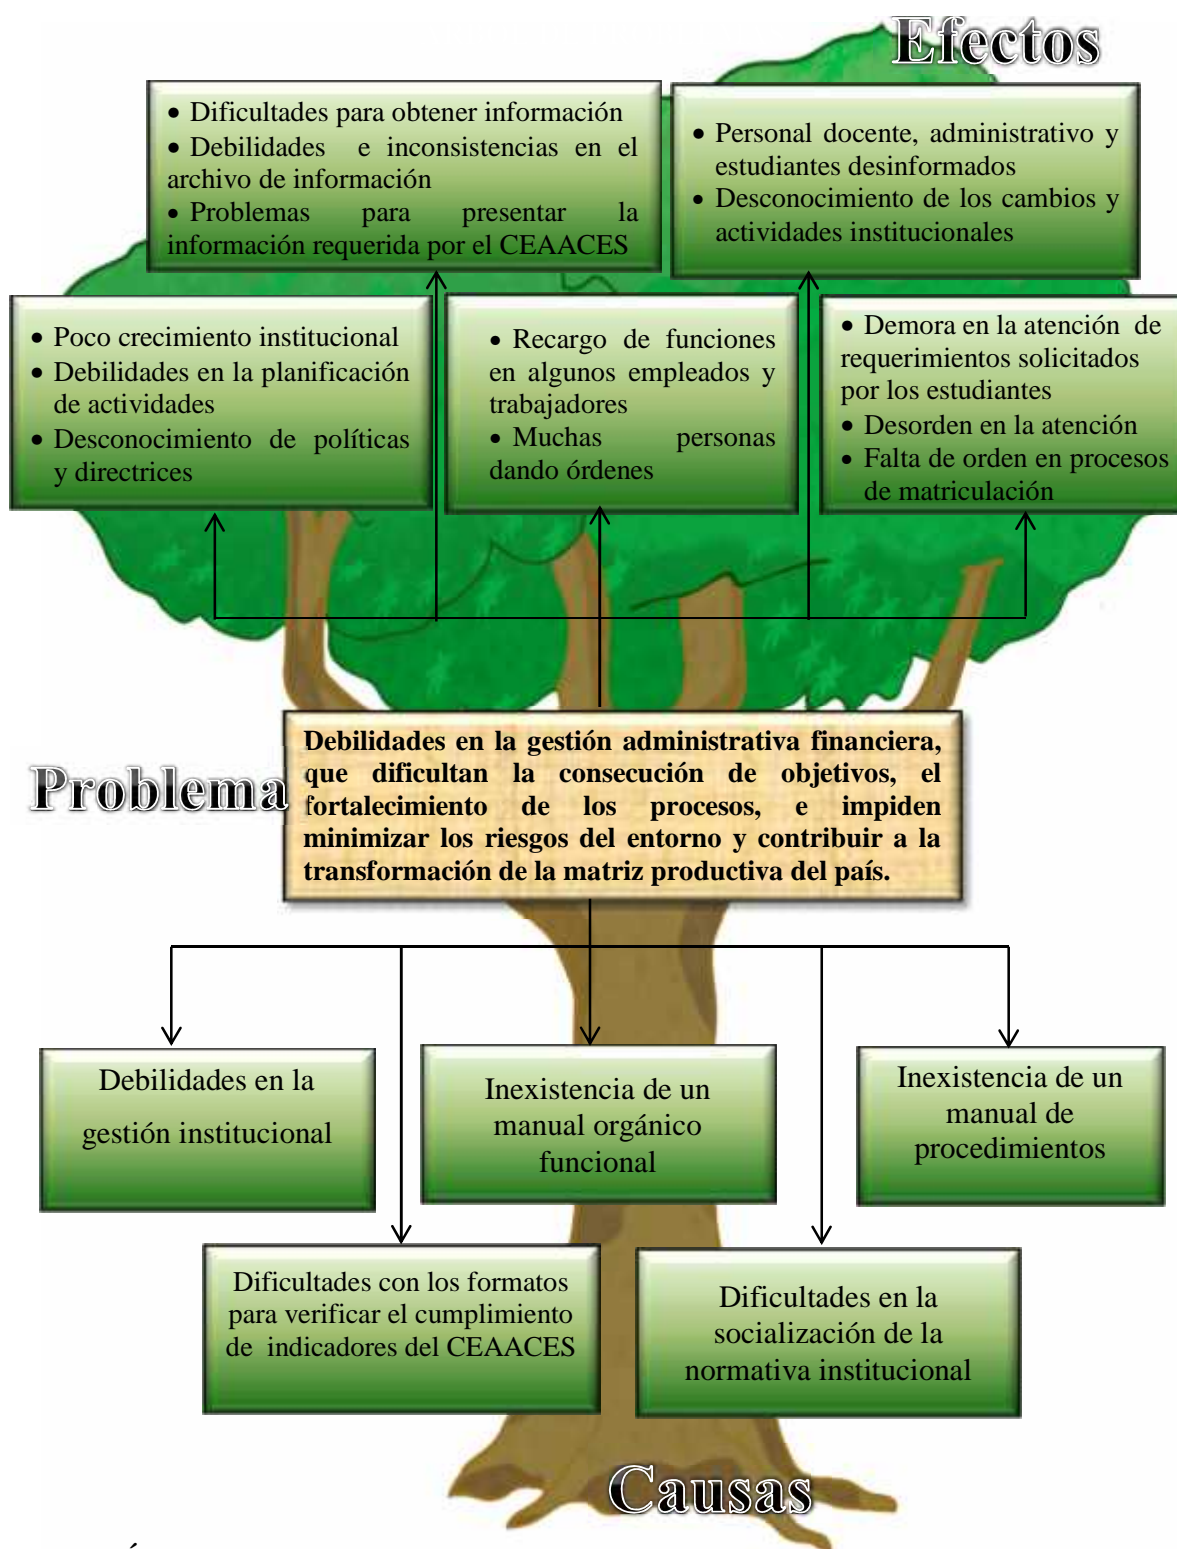 Efectos
• Dificultades para obtener información
• Debilidades e inconsistencias en el
archivo de información
• Problemas para presentar la
información requerida por el CEAACES
• Personal docente, administrativo y
estudiantes desinformados
• Desconocimiento de los cambios y
actividades institucionales
• Poco crecimiento institucional
• Debilidades en la planificación
de actividades
• Desconocimiento de políticas
y directrices
• Recargo de funciones
en algunos empleados y
trabajadores
• Muchas personas
dando órdenes
• Demora en la atención de
requerimientos solicitados
por los estudiantes
• Desorden en la atención
• Falta de orden en procesos
de matriculación
Problema
Debilidades en la gestión administrativa financiera,
que dificultan la consecución de objetivos, el
fortalecimiento de los procesos, e impiden
minimizar los riesgos del entorno y contribuir a la
transformación de la matriz productiva del país.
Debilidades en la
gestión institucional
Inexistencia de un
manual orgánico
funcional
Inexistencia de un
manual de
procedimientos
Dificultades con los formatos
para verificar el cumplimiento
de indicadores del CEAACES
Dificultades en la
socialización de la
normativa institucional
Causas